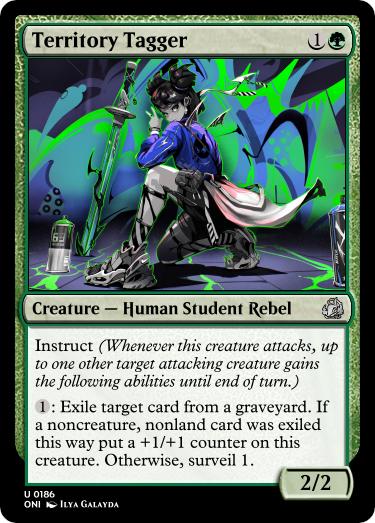 Territory Tagger 1
Creature — Human Student Rebel
Instruct (Whenever this creature attacks, up
to one other target attacking creature gains
the following abilities until end of turn.)
1: Exile target card from a graveyard. If
a noncreature, nonland card was exiled
this way put a +1/+1 counter on this
creature. Otherwise, surveil 1.
2/2
U 0186
ONI Ilya Galayda